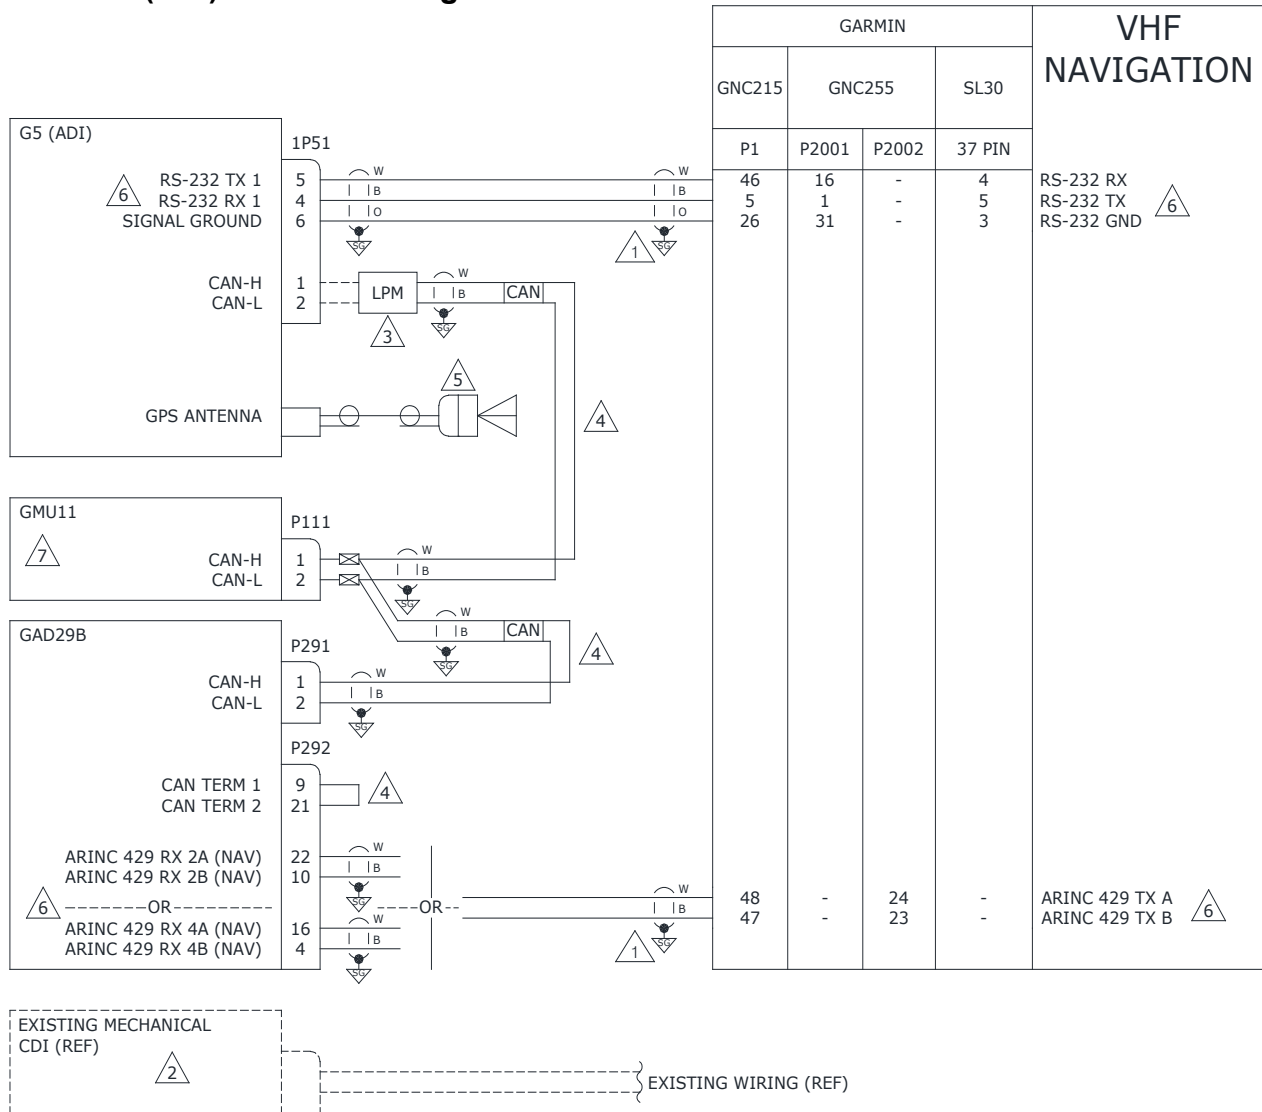 GARMIN
VHF NAVIGATION
GNC215 GNC255 SL30
P1 P2001 P2002 37 PIN
G5 (ADI)
1P51
6 RS-232 TX 1 5 W W 46 16 - 4 RS-232 RX
RS-232 RX 1 4 B B 5 1 - 5 RS-232 TX 6
SIGNAL GROUND 6 O O 26 31 - 3 RS-232 GND
SG 1 SG
CAN-H 1 LPM W CAN
CAN-L 2 B
3 SG
5
GPS ANTENNA
4
GMU11
P111
7
CAN-H 1 W
CAN-L 2 B
SG
W
B CAN
SG
4
GAD29B
P291
CAN-H 1 W
CAN-L 2 B
SG
P292
CAN TERM 1 9
CAN TERM 2 21
4
ARINC 429 RX 2A (NAV) 22 W
ARINC 429 RX 2B (NAV) 10 B
SG
6 OR OR
ARINC 429 RX 4A (NAV) 16 W
ARINC 429 RX 4B (NAV) 4 B
SG
W 48 - 24 - ARINC 429 TX A
B 47 - 23 - ARINC 429 TX B 6
1 SG
EXISTING MECHANICAL
CDI (REF)
2
EXISTING WIRING (REF)